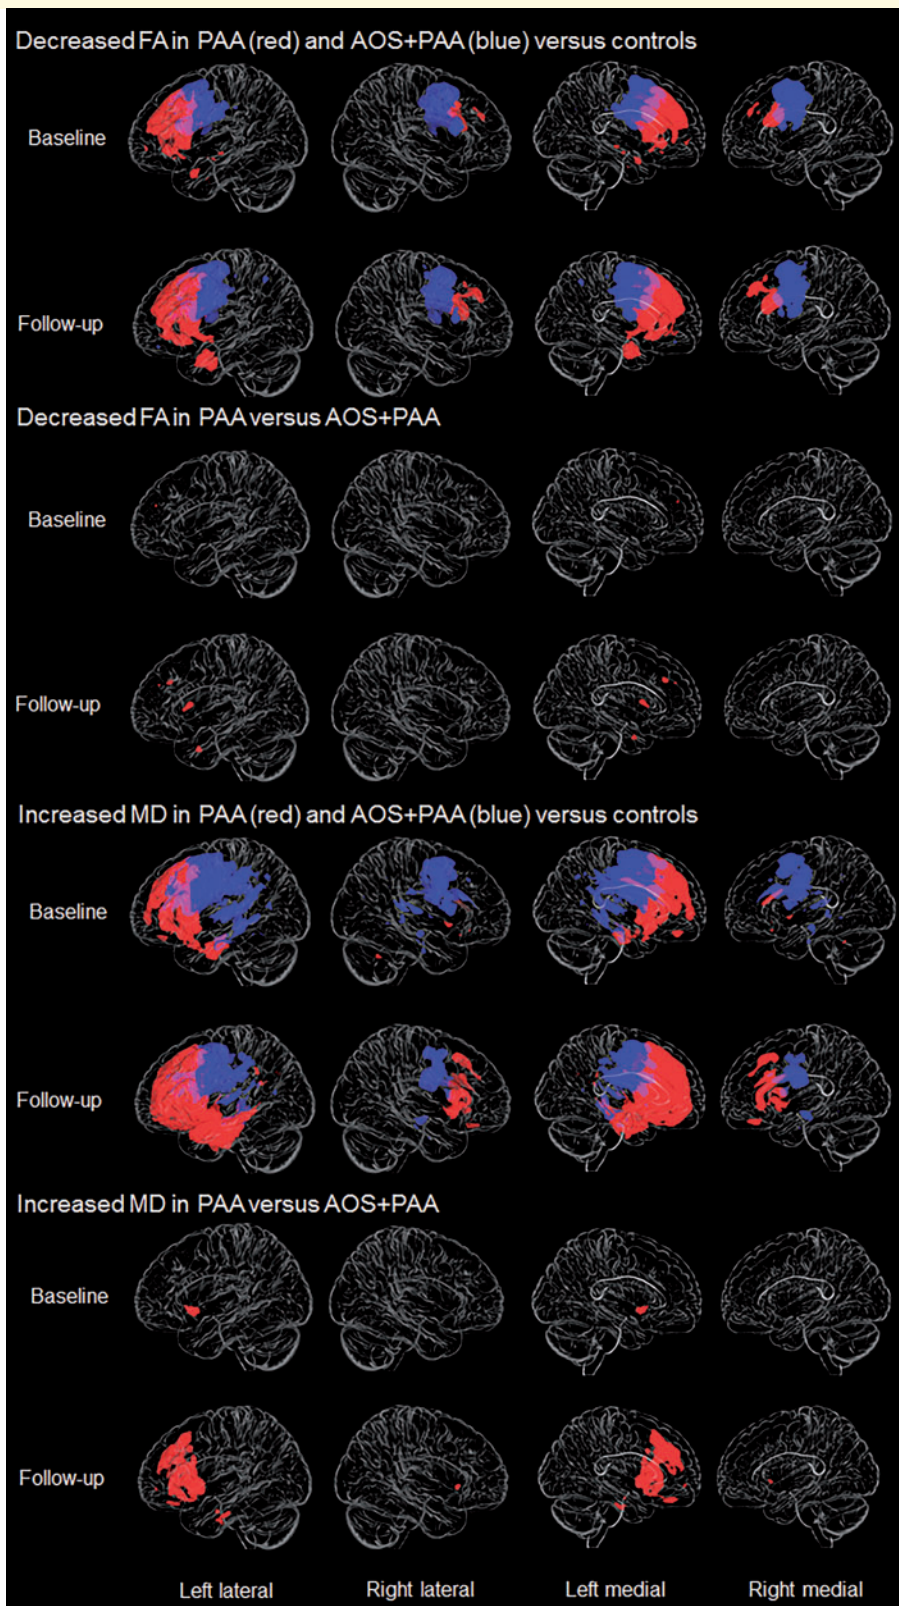 Decreased FA in PAA (red) and AOS+PAA (blue) versus controls
Baseline
Follow-up
Decreased FA in PAA versus AOS+PAA
Baseline
Follow-up
Increased MD in PAA (red) and AOS+PAA (blue) versus controls
Baseline
Follow-up
Increased MD in PAA versus AOS+PAA
Baseline
Follow-up
Left lateral Right lateral Left medial Right medial